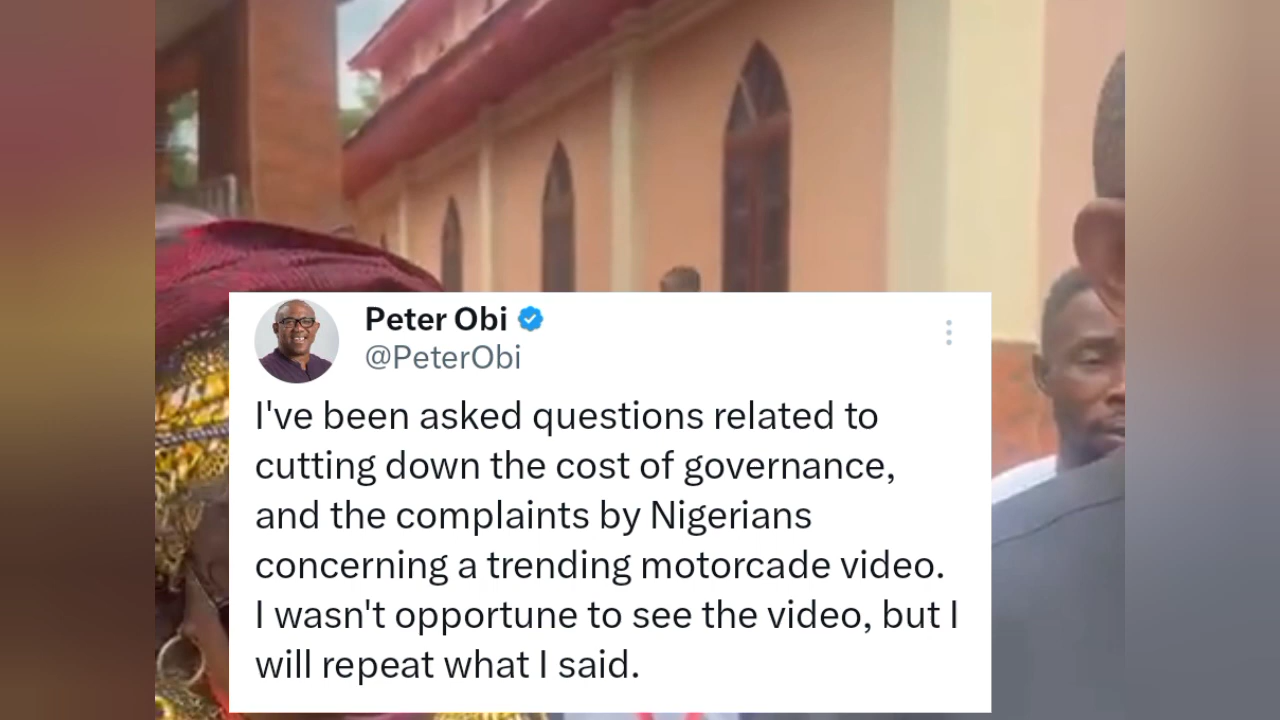 Peter Obi
@PeterObi
I've been asked questions related to
cutting down the cost of governance,
and the complaints by Nigerians
concerning a trending motorcade video.
I wasn't opportune to see the video, but I
will repeat what I said.